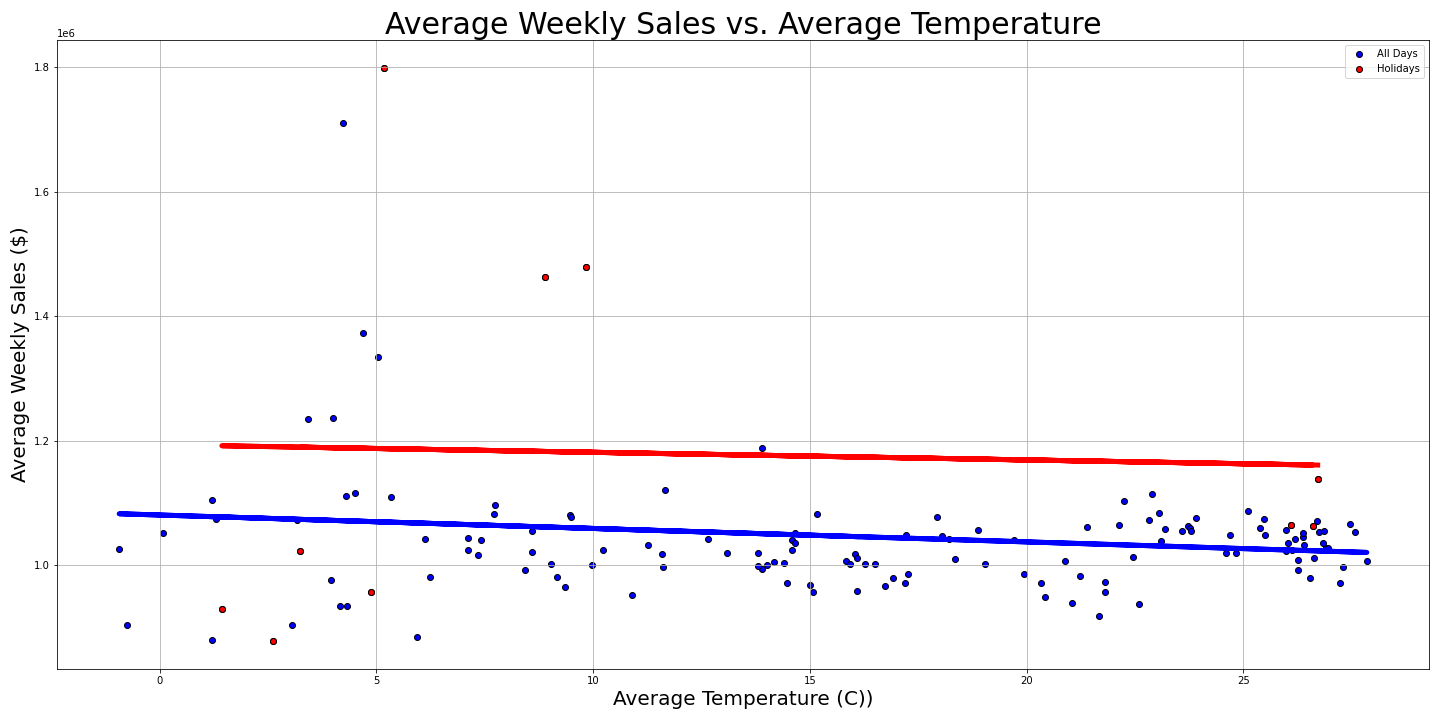 Average Weekly Sales vs. Average Temperature
1e6
All Days
Holidays
1.8
1.6
1.4
1.2
1.0
Average Weekly Sales ($)
0 5 10 15 20 25
Average Temperature (C))